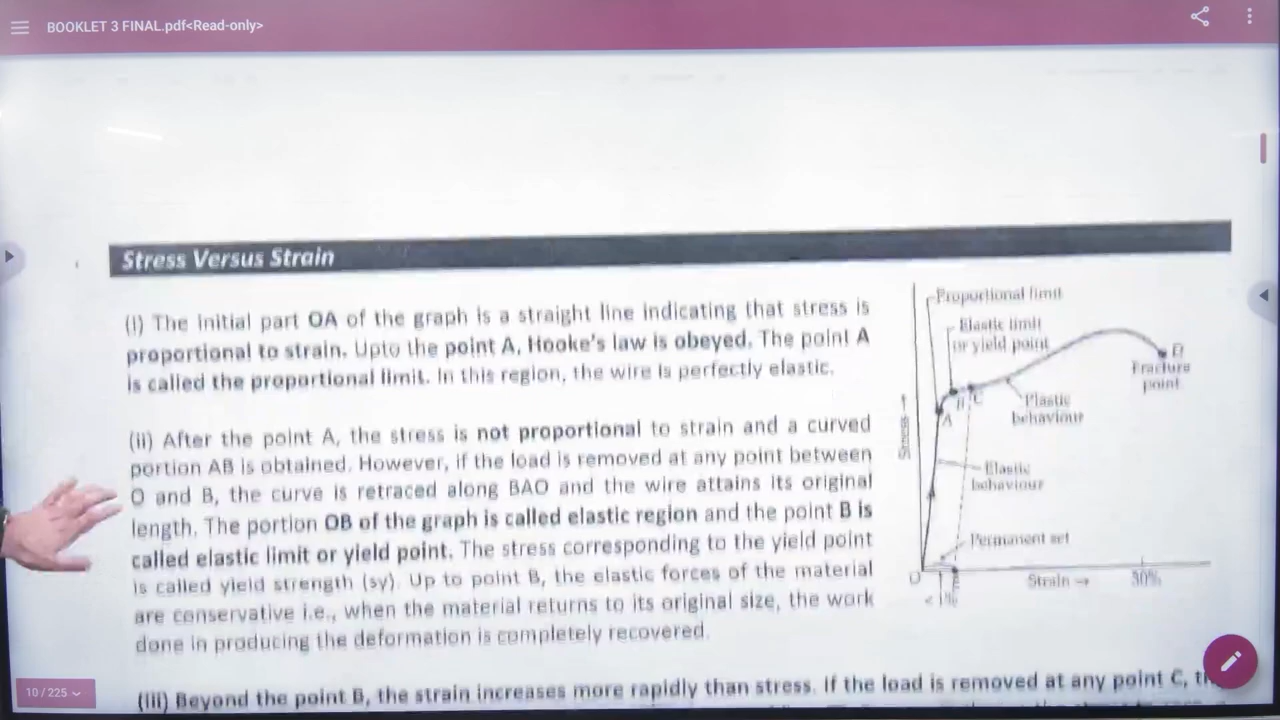 BOOKLET 3 FINAL.pdf<Read-only>
Stress Versus Strain
(i) The initial part OA of the graph is a straight line indicating that stress is
proportional to strain. Upto the point A, Hooke's law is obeyed. The point A
is called the proportional limit. In this region, the wire is perfectly elastic.
(ii) After the point A, the stress is not proportional to strain and a curved
portion AB is obtained. However, if the load is removed at any point between
O and B, the curve is retraced along BAO and the wire attains its original
length. The portion OB of the graph is called elastic region and the point B is
called elastic limit or yield point. The stress corresponding to the yield point
is called yield strength (sy). Up to point B, the elastic forces of the material
are conservative i.e., when the material returns to its original size, the work
done in producing the deformation is completely recovered.
Proportional limit
Elastic limit
or yield point
D
Fracture
point
A
B
C
Plastic
behaviour
Stress
Elastic
behaviour
Permanent set
O
E
Strain →
30%
< 1%
(iii) Beyond the point B, the strain increases more rapidly than stress. If the load is removed at any point C,
10 / 225